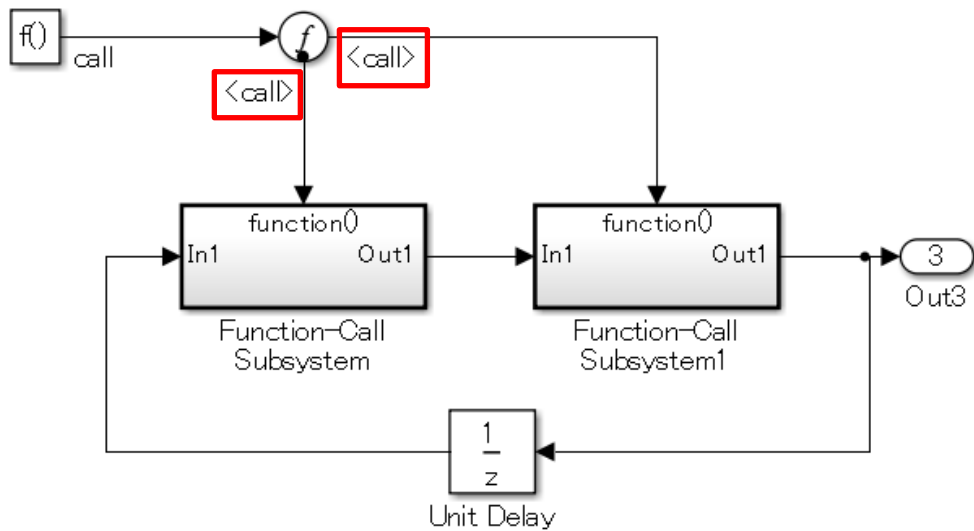 f()
call
f
<call>
<call>
function()
In1
Out1
Function-Call
Subsystem
function()
In1
Out1
Function-Call
Subsystem1
3
Out3
1
z
Unit Delay